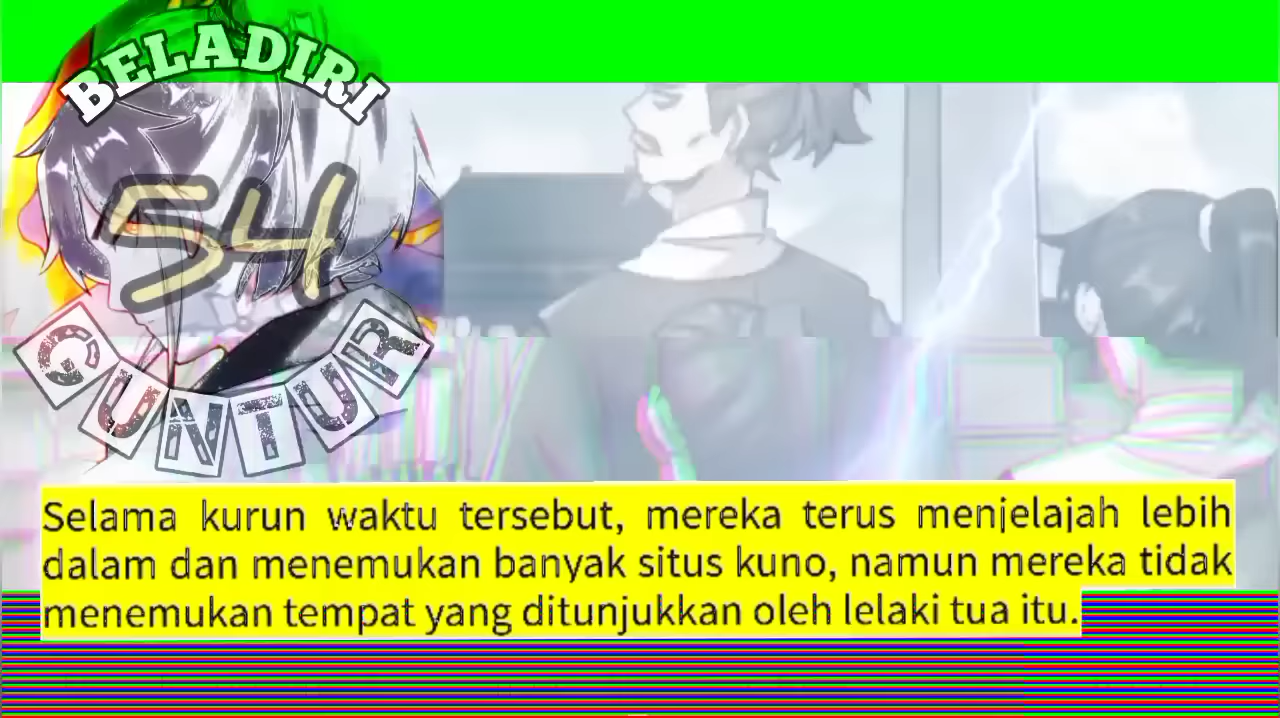 BELADIRI
54
GUNTUR
Selama kurun waktu tersebut, mereka terus menjelajah lebih
dalam dan menemukan banyak situs kuno, namun mereka tidak
menemukan tempat yang ditunjukkan oleh lelaki tua itu.